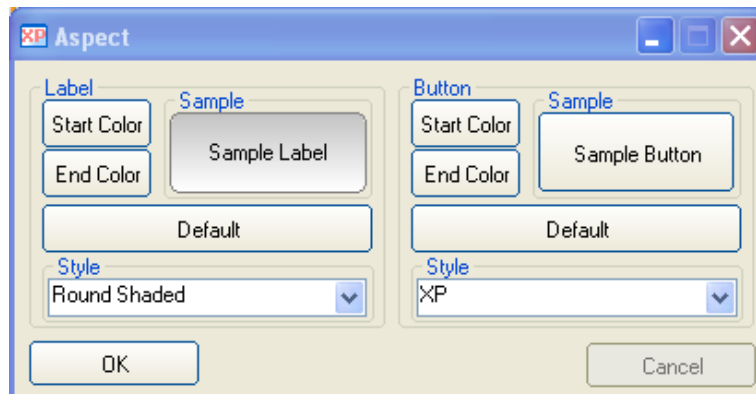 XP Aspect
Label
Start Color
End Color
Sample
Sample Label
Default
Style
Round Shaded
Button
Start Color
End Color
Sample
Sample Button
Default
Style
XP
OK
Cancel